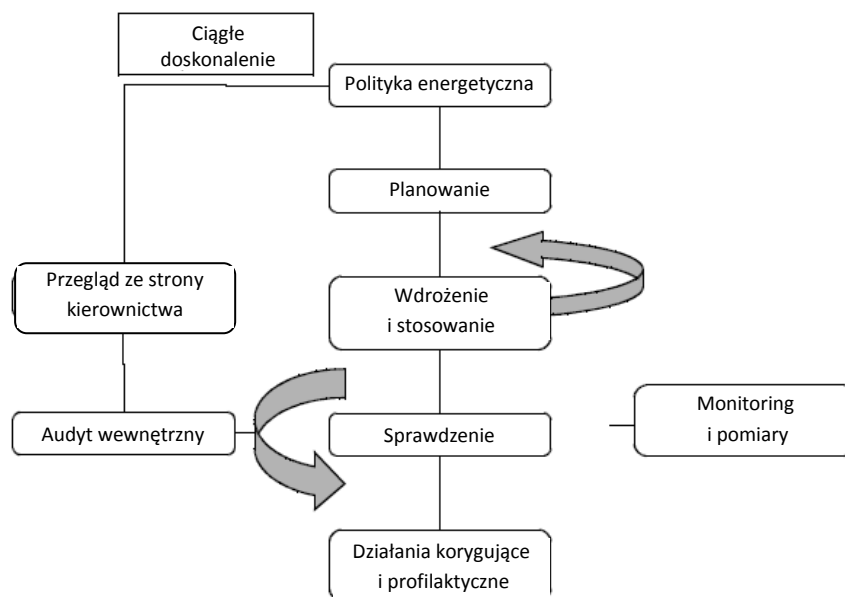 Ciągłe
doskonalenie
Polityka energetyczna
Planowanie
Przegląd ze strony
kierownictwa
Wdrożenie
i stosowanie
Audyt wewnętrzny
Sprawdzenie
Monitoring
i pomiary
Działania korygujące
i profilaktyczne